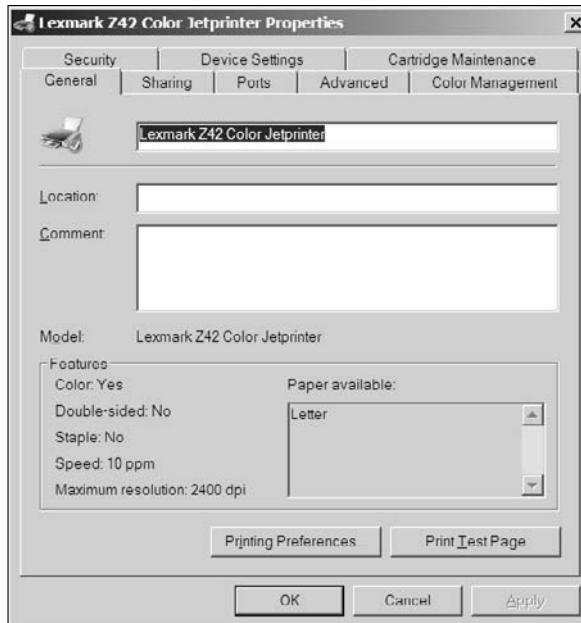 Lexmark Z42 Color Jetprinter Properties
Security Device Settings Cartridge Maintenance
General Sharing Ports Advanced Color Management
Lexmark Z42 Color Jetprinter
Location:
Comment:
Model: Lexmark Z42 Color Jetprinter
Features
Color: Yes Paper available:
Double-sided: No Letter
Staple: No
Speed: 10 ppm
Maximum resolution: 2400 dpi
Printing Preferences... Print Test Page
OK Cancel Apply